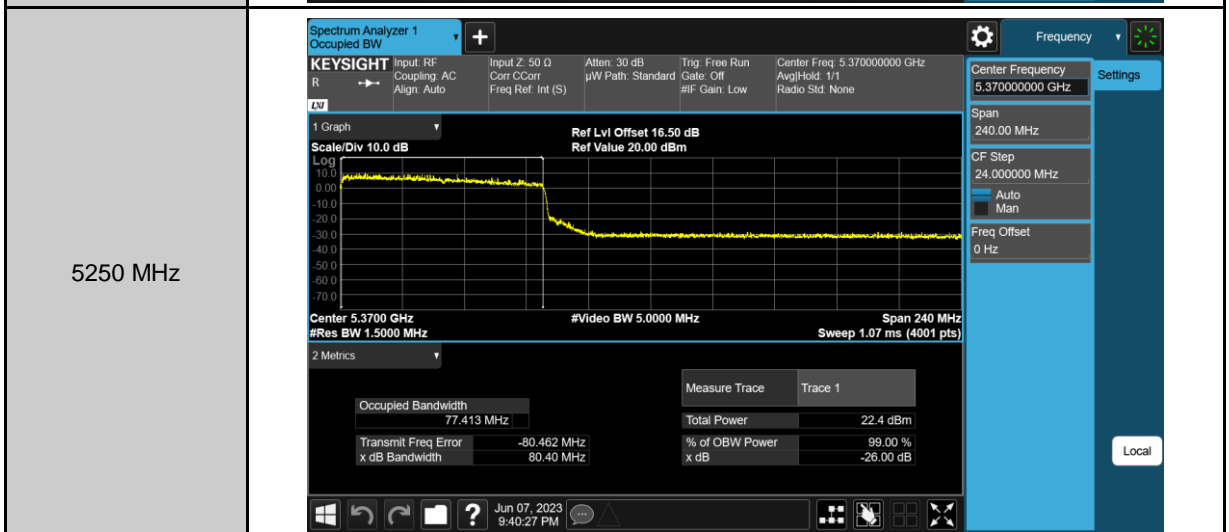 5250 MHz
Spectrum Analyzer 1
Occupied BW
+
Frequency
KEYSIGHT
R
LXI
Input: RF
Coupling: AC
Align: Auto
Input Z: 50 Ω
Corr CCorr
Freq Ref: Int (S)
Atten: 30 dB
µW Path: Standard
Trig: Free Run
Gate: Off
#IF Gain: Low
Center Freq: 5.370000000 GHz
Avg|Hold: 1/1
Radio Std: None
Center Frequency
5.370000000 GHz
Settings
Span
240.00 MHz
CF Step
24.000000 MHz
Auto
Man
Freq Offset
0 Hz
Local
1 Graph
Scale/Div 10.0 dB
Ref Lvl Offset 16.50 dB
Ref Value 20.00 dBm
Log
10.0
0.00
-10.0
-20.0
-30.0
-40.0
-50.0
-60.0
-70.0
Center 5.3700 GHz
#Res BW 1.5000 MHz
#Video BW 5.0000 MHz
Span 240 MHz
Sweep 1.07 ms (4001 pts)
2 Metrics
Measure Trace Trace 1
Occupied Bandwidth
77.413 MHz
Total Power 22.4 dBm
Transmit Freq Error -80.462 MHz
% of OBW Power 99.00 %
x dB Bandwidth 80.40 MHz
x dB -26.00 dB
?
Jun 07, 2023
9:40:27 PM